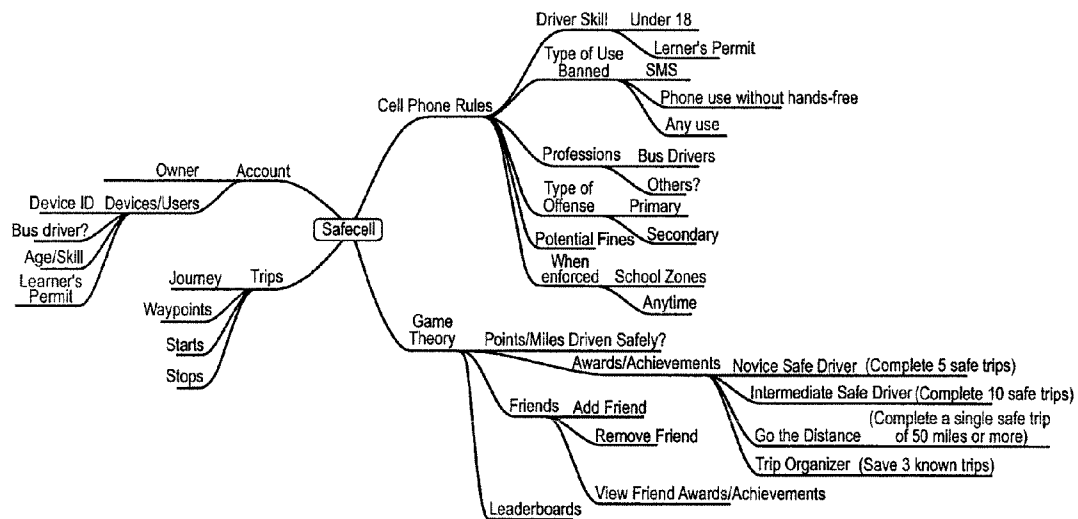 Driver Skill
Under 18
Lerner's Permit
Type of Use
Banned
SMS
Phone use without hands-free
Any use
Cell Phone Rules
Professions
Bus Drivers
Others?
Type of
Offense
Primary
Secondary
Potential Fines
When
enforced
School Zones
Anytime
Owner
Account
Device ID
Devices/Users
Bus driver?
Age/Skill
Learner's
Permit
Safecell
Journey
Trips
Waypoints
Starts
Stops
Game
Theory
Points/Miles Driven Safely?
Awards/Achievements
Novice Safe Driver (Complete 5 safe trips)
Intermediate Safe Driver (Complete 10 safe trips)
Go the Distance
(Complete a single safe trip
of 50 miles or more)
Trip Organizer (Save 3 known trips)
Friends
Add Friend
Remove Friend
View Friend Awards/Achievements
Leaderboards